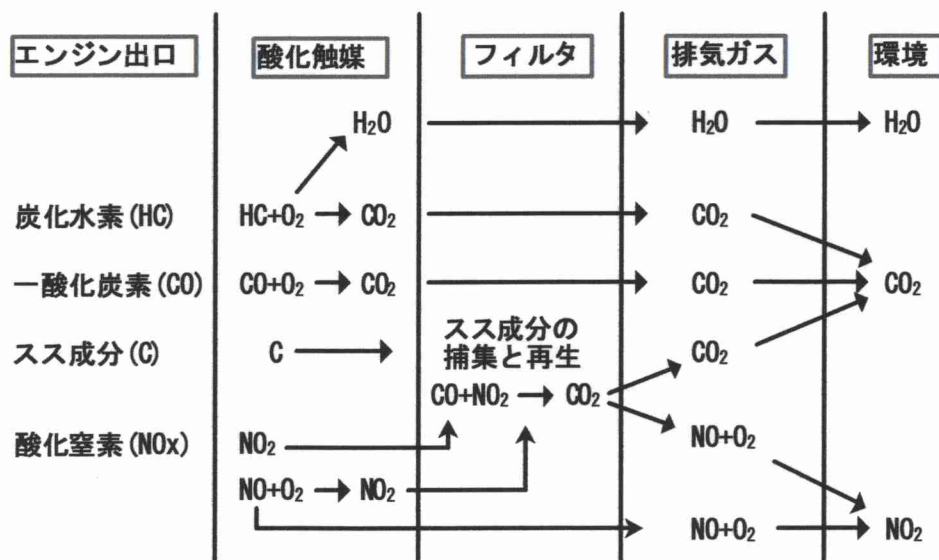 エンジン出口 酸化触媒 フィルタ 排気ガス 環境
H₂O H₂O H₂O
炭化水素(HC) HC+O₂ CO₂ CO₂
一酸化炭素(CO) CO+O₂ CO₂ CO₂ CO₂
スス成分(C) C スス成分の
捕集と再生 CO₂
CO+NO₂ CO₂
酸化窒素(NOx) NO₂ NO+O₂
NO+O₂ NO₂
NO+O₂ NO₂